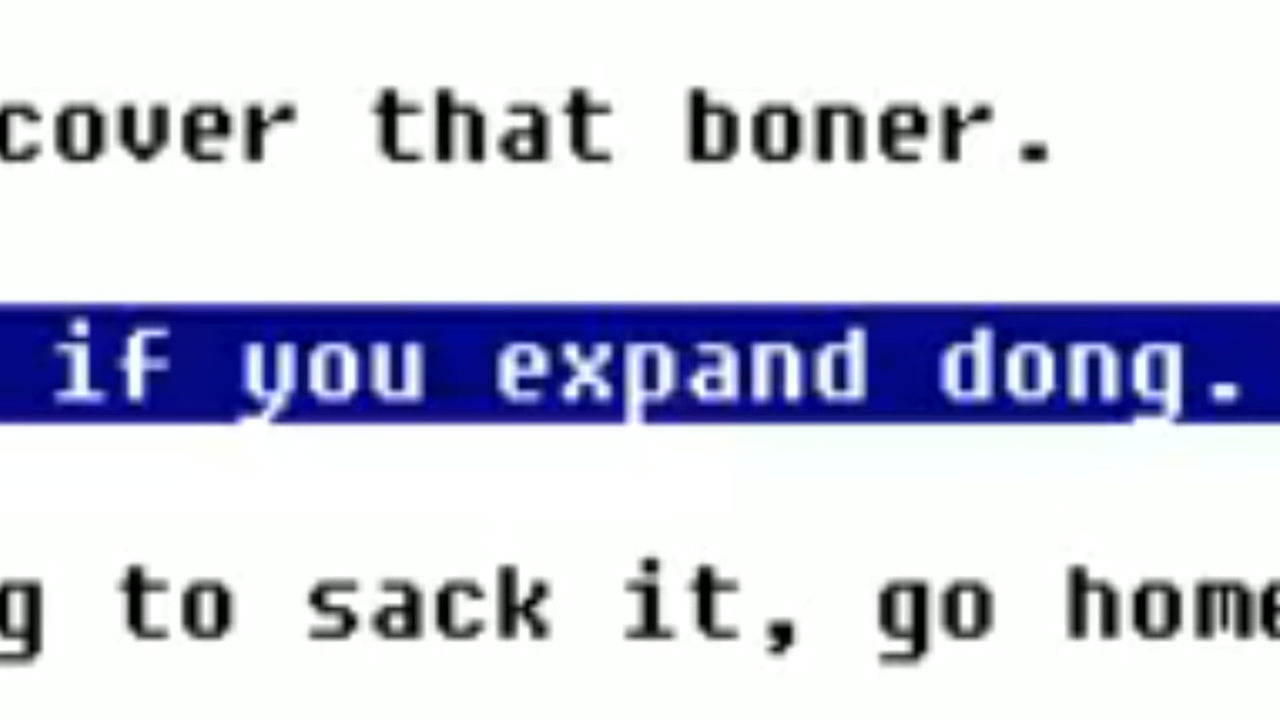 cover that boner.
if you expand dong.
g to sack it, go home